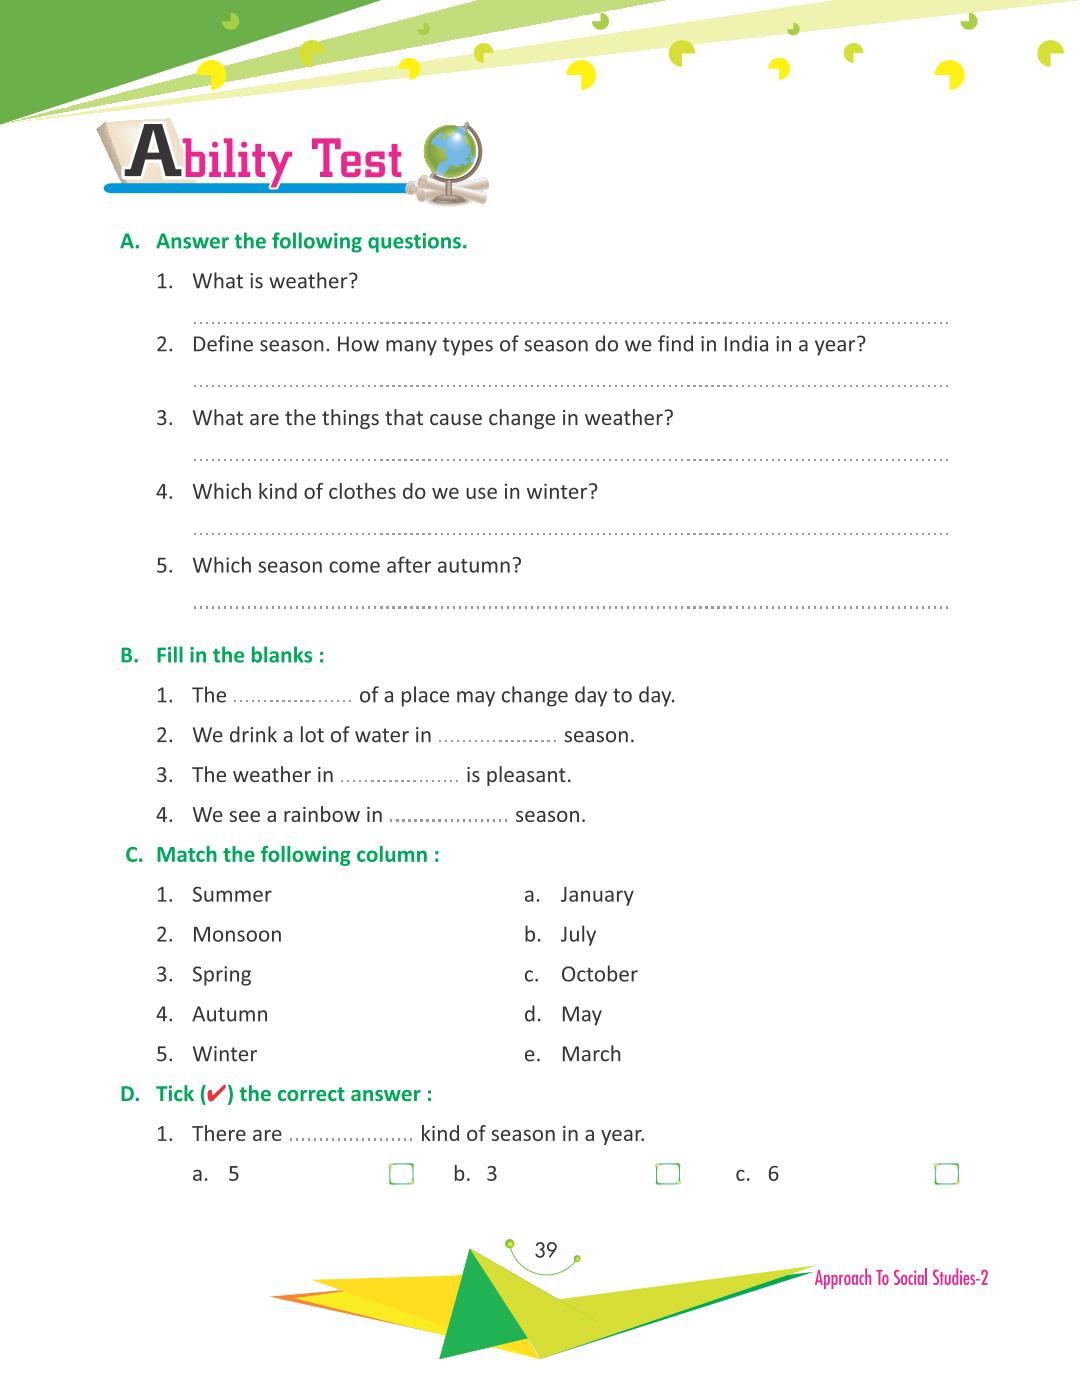 Ability Test
A. Answer the following questions.
1. What is weather?
................................................................................
2. Define season. How many types of season do we find in India in a year?
................................................................................
3. What are the things that cause change in weather?
................................................................................
4. Which kind of clothes do we use in winter?
................................................................................
5. Which season come after autumn?
................................................................................
B. Fill in the blanks :
1. The .................... of a place may change day to day.
2. We drink a lot of water in .................... season.
3. The weather in .................... is pleasant.
4. We see a rainbow in .................... season.
C. Match the following column :
1. Summer a. January
2. Monsoon b. July
3. Spring c. October
4. Autumn d. May
5. Winter e. March
D. Tick (✔) the correct answer :
1. There are ..................... kind of season in a year.
a. 5 b. 3 c. 6
39
Approach To Social Studies-2